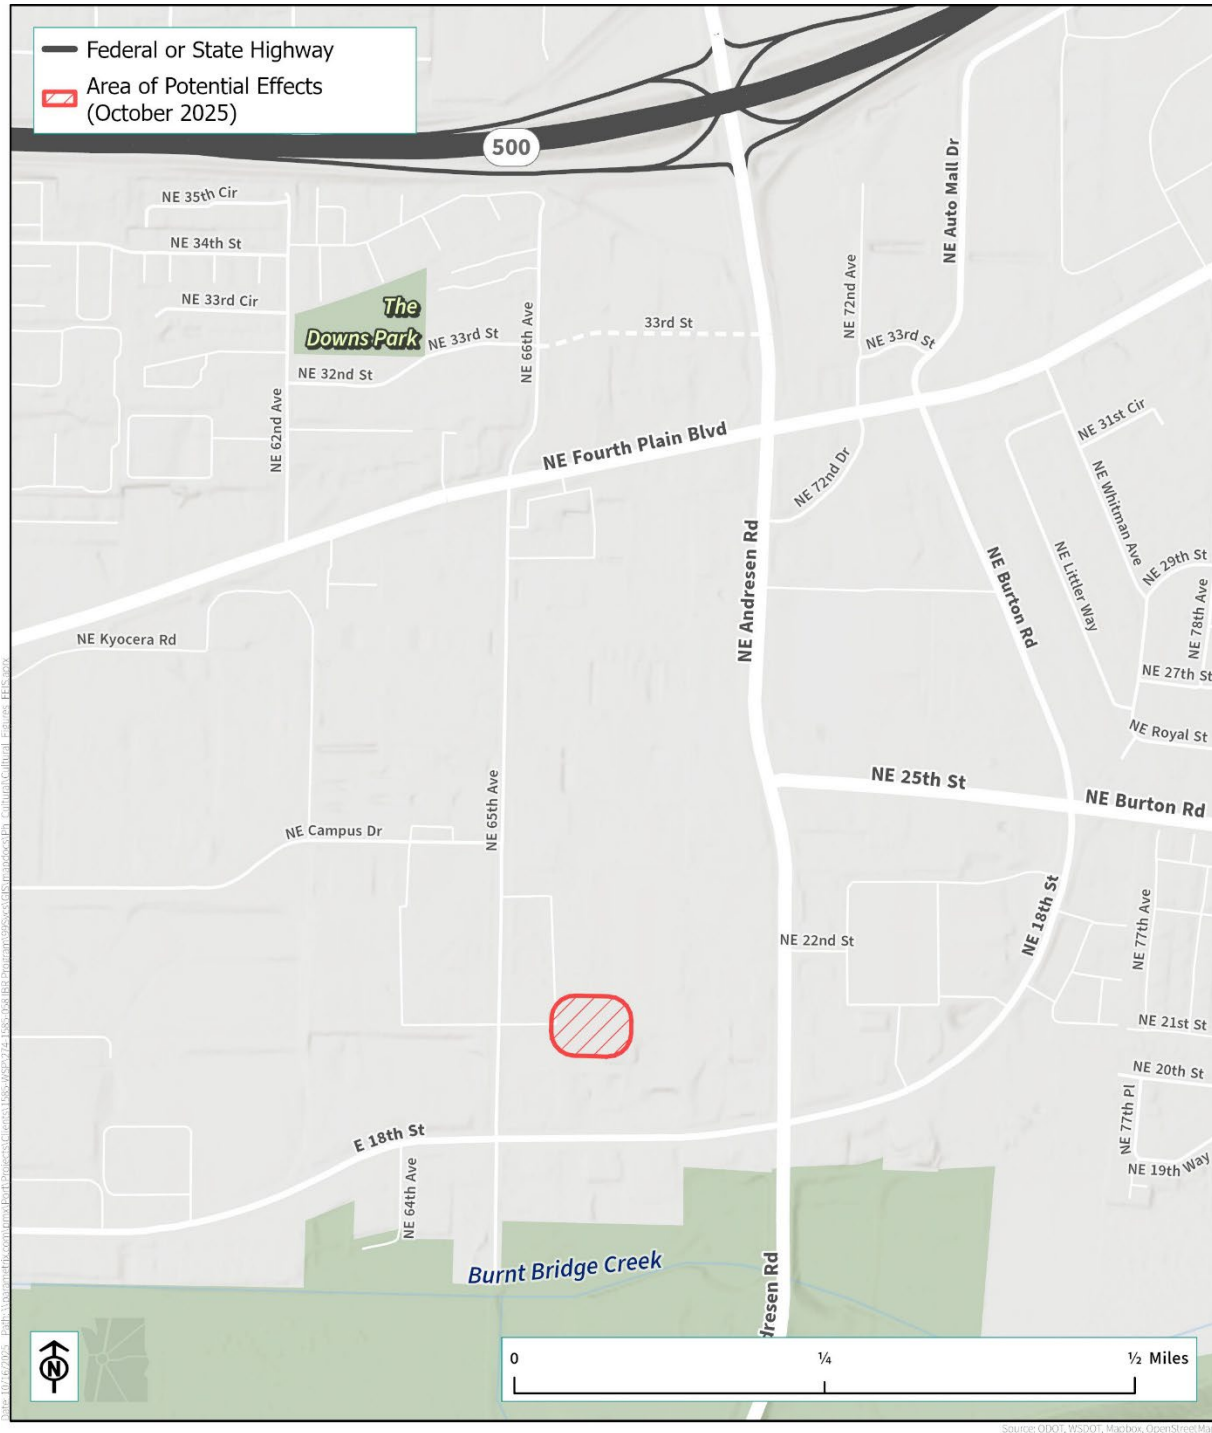 Federal or State Highway
Area of Potential Effects
(October 2025)
500
NE 35th Cir
NE 34th St
NE 33rd Cir
The
Downs Park
NE 33rd St
NE 32nd St
NE 62nd Ave
NE 66th Ave
33rd St
NE 72nd Ave
NE 33rd St
NE Auto Mall Dr
NE Fourth Plain Blvd
NE 72nd Dr
NE 31st Cir
NE Whitman Ave
NE 29th St
NE Littler Way
NE 78th Ave
NE 27th St
NE Royal St
NE Burton Rd
NE Andresen Rd
NE Kyocera Rd
NE 25th St
NE Burton Rd
NE 65th Ave
NE Campus Dr
NE 18th St
NE 77th Ave
NE 22nd St
NE 21st St
NE 20th St
NE 77th Pl
NE 19th Way
E 18th St
NE 64th Ave
Burnt Bridge Creek
dresen Rd
N
0 ¼ ½ Miles
Source: ODOT, WSDOT, Mapbox, OpenStreetMap